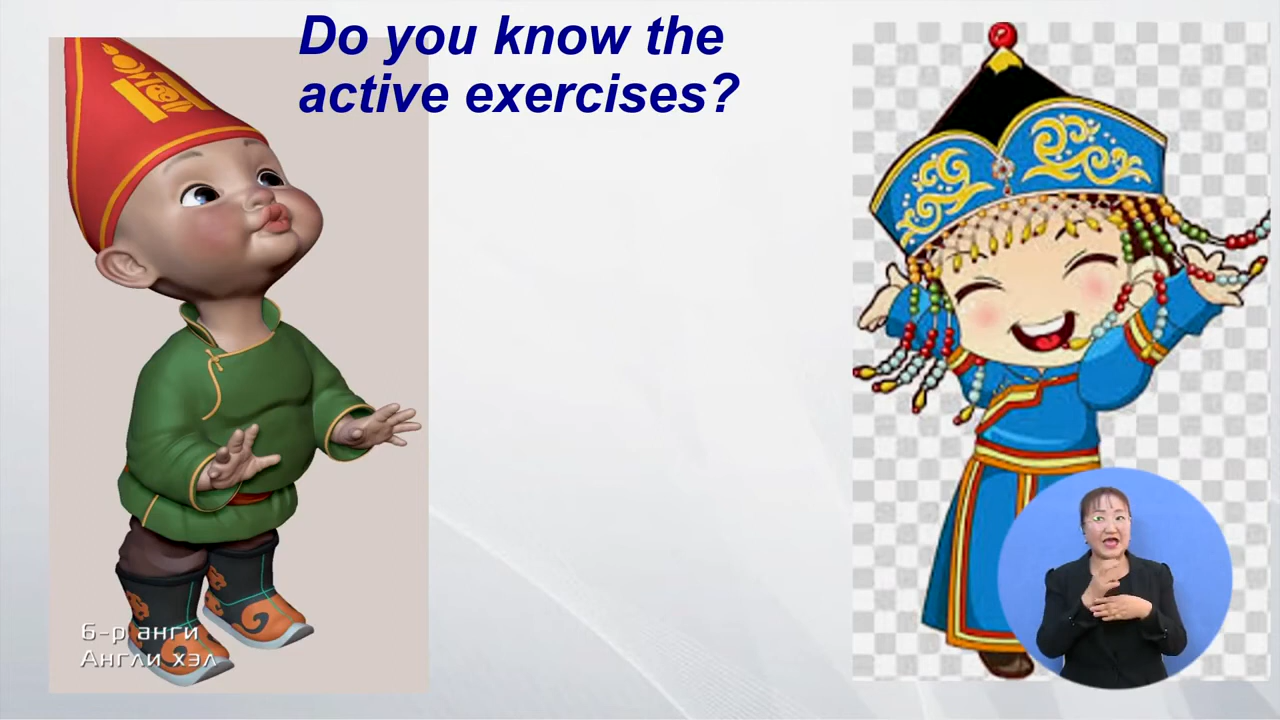 Do you know the
active exercises?
6-р анги
Англи хэл